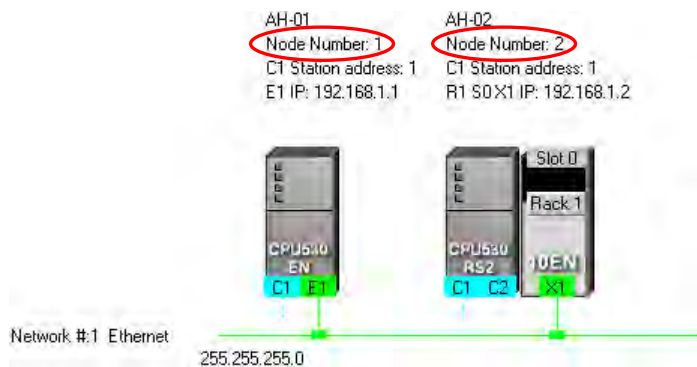 AH-01
Node Number: 1
C1 Station address: 1
E1 IP: 192.168.1.1
AH-02
Node Number: 2
C1 Station address: 1
R1 S0 X1 IP: 192.168.1.2
CPU530
EN
C1 E1
CPU530
RS2
C1 C2
Slot 0
Rack 1
10EN
X1
Network #:1 Ethernet
255.255.255.0